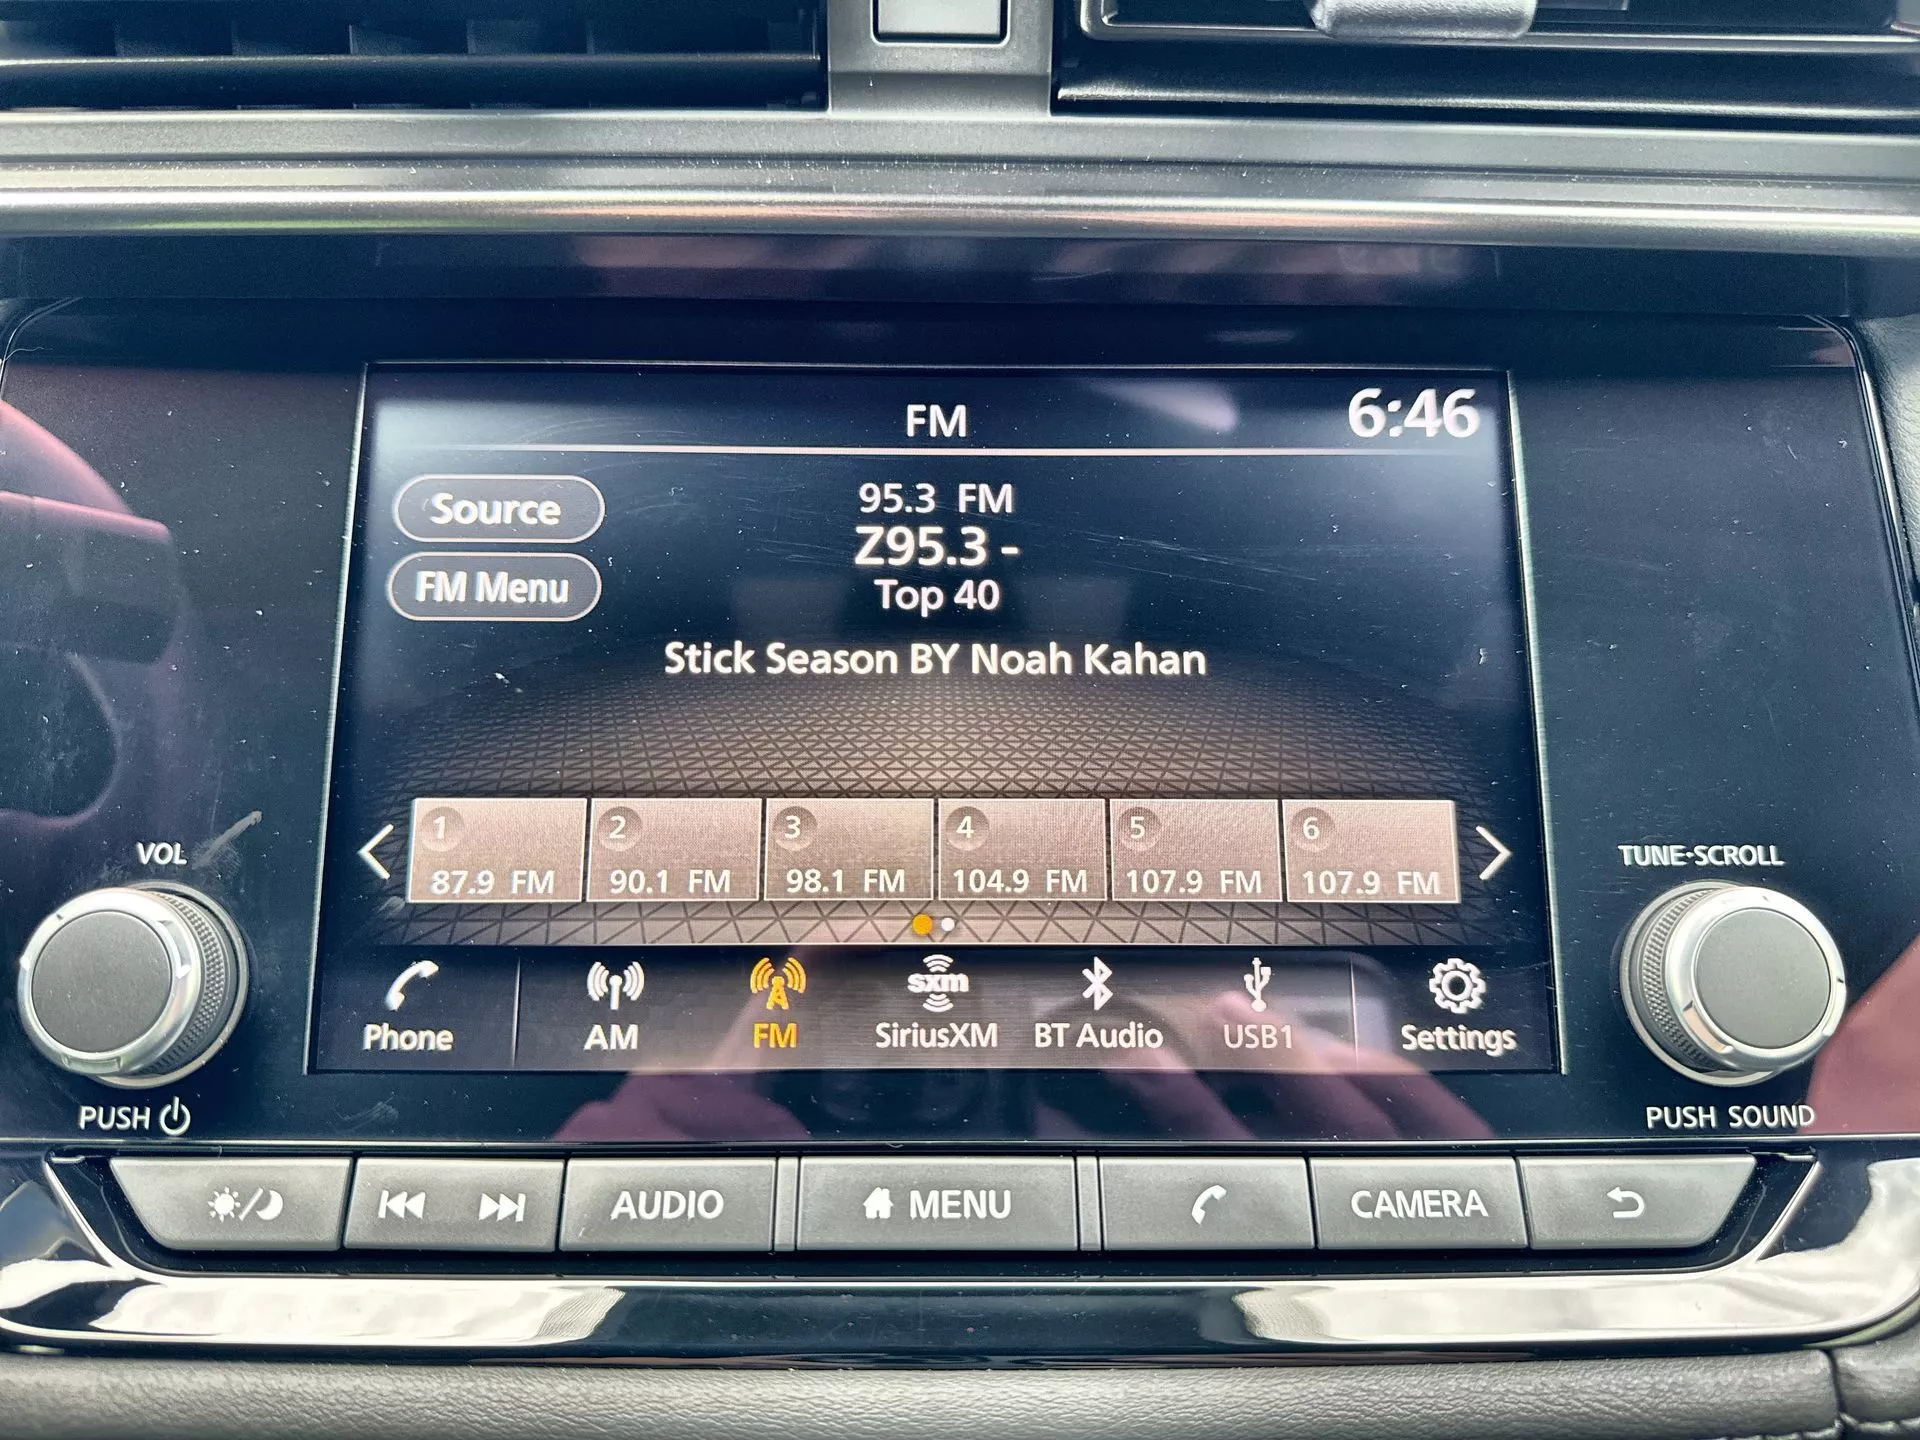 FM
6:46
Source
95.3 FM
Z95.3 -
FM Menu
Top 40
Stick Season BY Noah Kahan
1
2
3
4
5
6
87.9 FM
90.1 FM
98.1 FM
104.9 FM
107.9 FM
107.9 FM
VOL
TUNE•SCROLL
Phone
AM
FM
sxm
SiriusXM
BT Audio
USB1
Settings
PUSH
PUSH SOUND
AUDIO
MENU
CAMERA